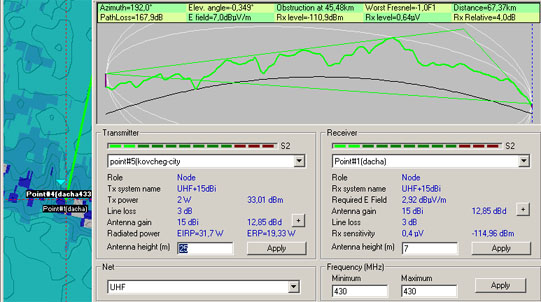 Azimuth=192,0° Elev. angle=-0,349° Obstruction at 45,48km Worst Fresnel=-1,0F1 Distance=67,37km
PathLoss=167,9dB E field=7,0dBµV/m Rx level=-110,9dBm Rx level=0,64µV Rx Relative=4,0dB
Transmitter
S2
point#5(kovcheg-city
Role Node
Tx system name UHF+15dBi
Tx power 2 W 33,01 dBm
Line loss 3 dB
Antenna gain 15 dBi 12,85 dBd +
Radiated power EIRP=31,7 W ERP=19,33 W
Antenna height (m) 25 Apply
Receiver
S2
Point#1(dacha)
Role Node
Rx system name UHF+15dBi
Required E Field 2,92 dBµV/m
Antenna gain 15 dBi 12,85 dBd +
Line loss 3 dB
Rx sensitivity 0,4 µV -114,96 dBm
Antenna height (m) 7 Apply
Net
UHF
Frequency (MHz)
Minimum Maximum
430 430 Apply
Point#4(dacha433
Point#1(dacha)